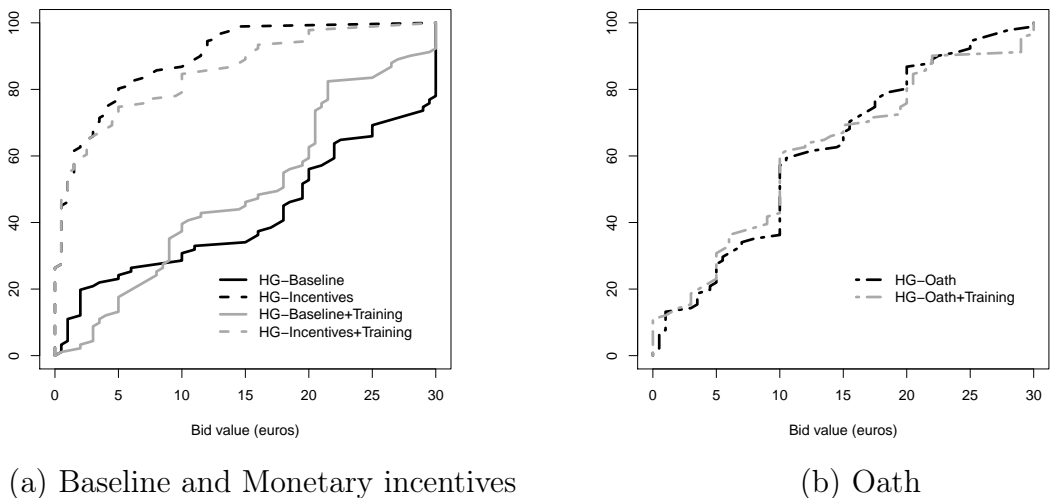 100
80
60
40
20
0
HG−Baseline
HG−Incentives
HG−Baseline+Training
HG−Incentives+Training
0 5 10 15 20 25 30
Bid value (euros)
(a) Baseline and Monetary incentives
100
80
60
40
20
0
HG−Oath
HG−Oath+Training
0 5 10 15 20 25 30
Bid value (euros)
(b) Oath